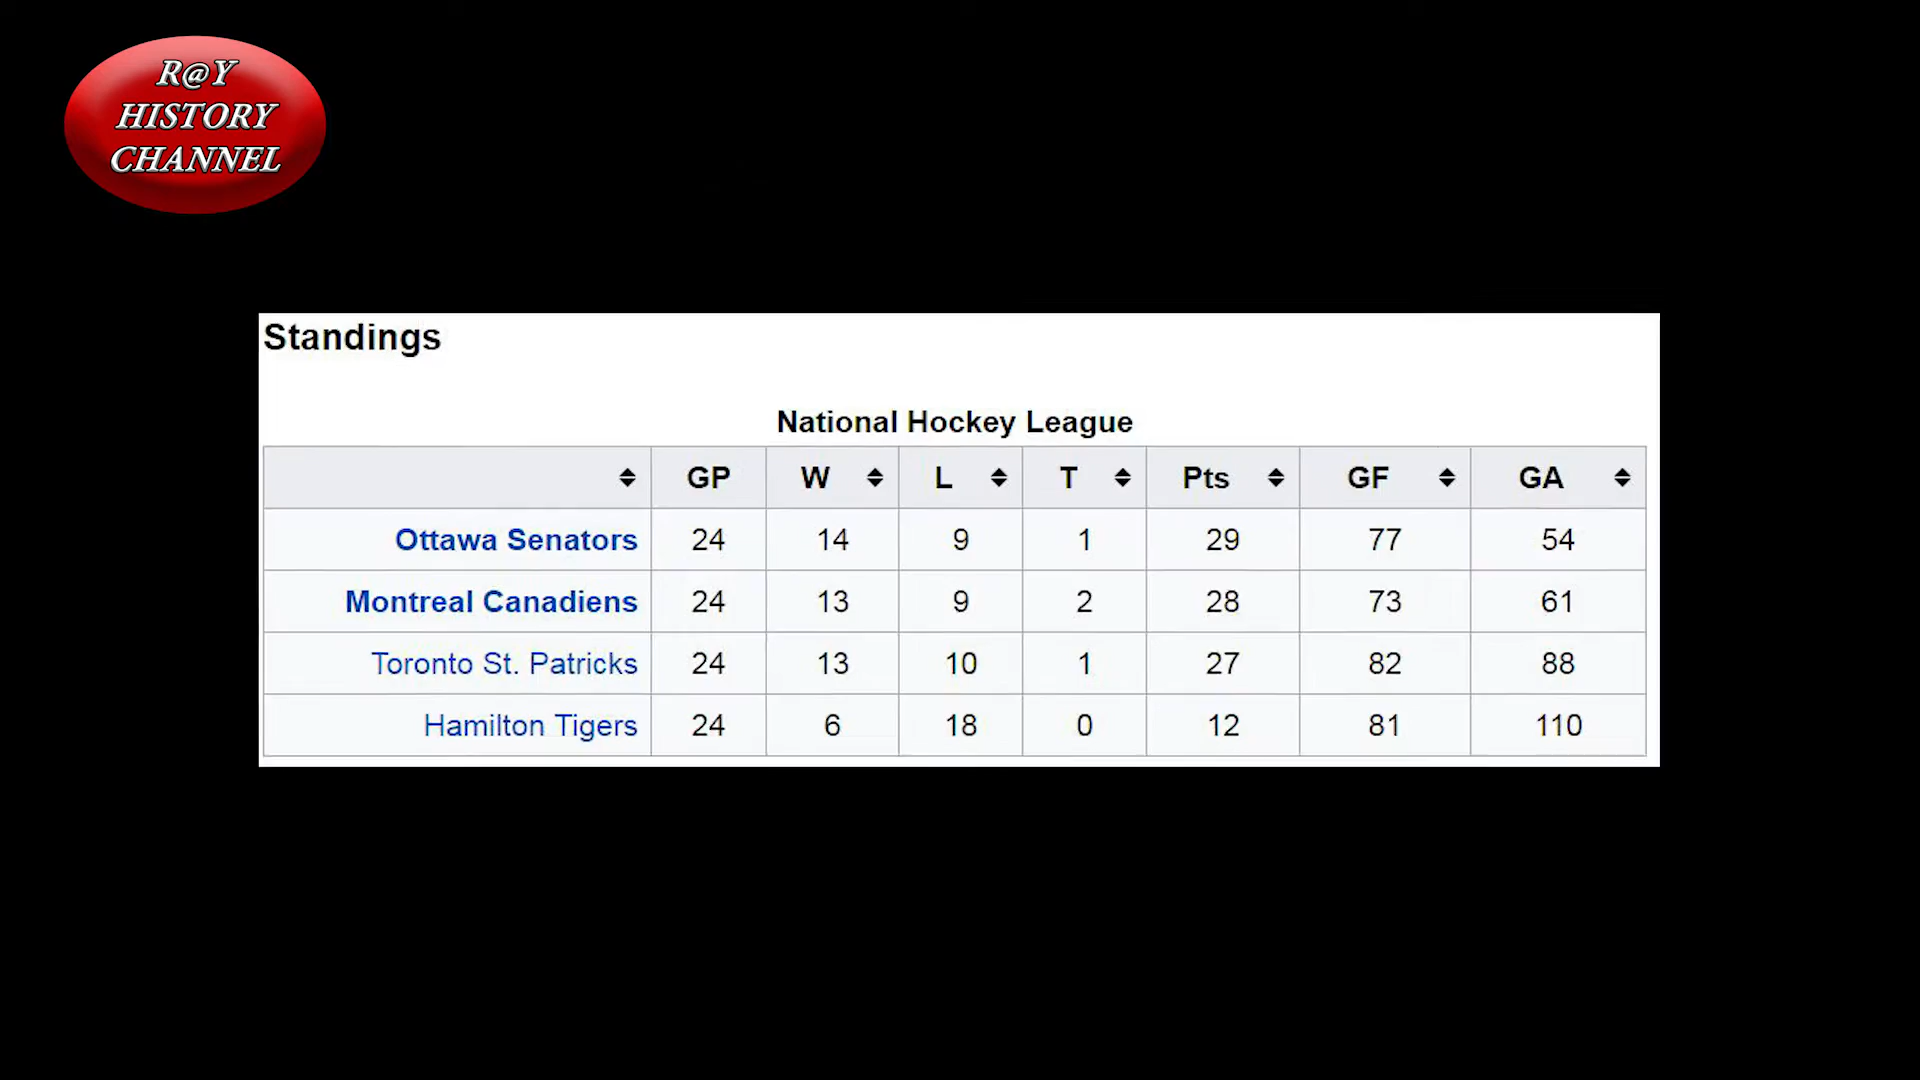 R@Y
HISTORY
CHANNEL
Standings
National Hockey League
GP W L T Pts GF GA
Ottawa Senators 24 14 9 1 29 77 54
Montreal Canadiens 24 13 9 2 28 73 61
Toronto St. Patricks 24 13 10 1 27 82 88
Hamilton Tigers 24 6 18 0 12 81 110